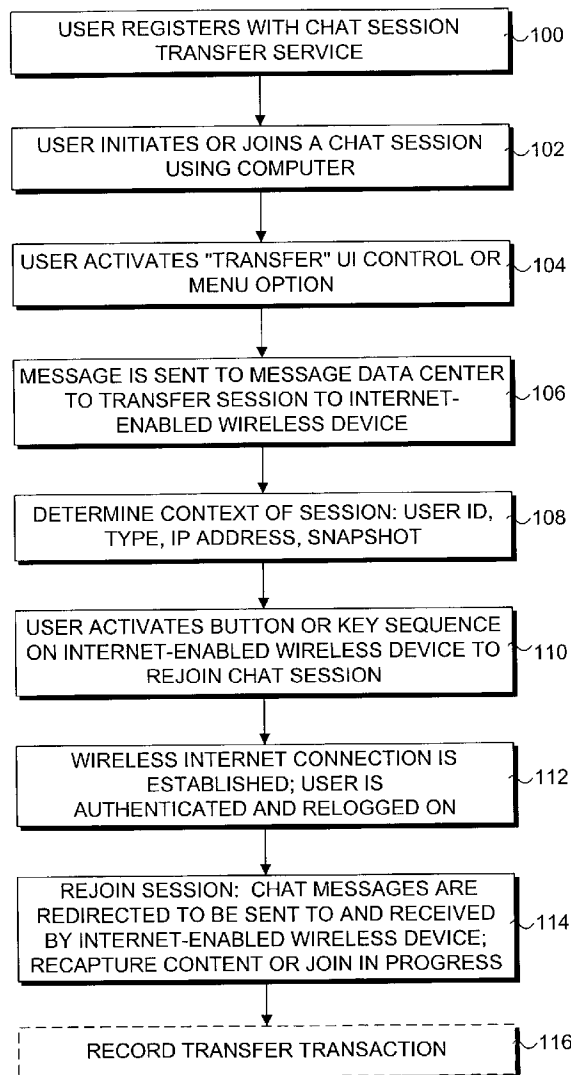 USER REGISTERS WITH CHAT SESSION
TRANSFER SERVICE
100
USER INITIATES OR JOINS A CHAT SESSION
USING COMPUTER
102
USER ACTIVATES "TRANSFER" UI CONTROL OR
MENU OPTION
104
MESSAGE IS SENT TO MESSAGE DATA CENTER
TO TRANSFER SESSION TO INTERNET-
ENABLED WIRELESS DEVICE
106
DETERMINE CONTEXT OF SESSION: USER ID,
TYPE, IP ADDRESS, SNAPSHOT
108
USER ACTIVATES BUTTON OR KEY SEQUENCE
ON INTERNET-ENABLED WIRELESS DEVICE TO
REJOIN CHAT SESSION
110
WIRELESS INTERNET CONNECTION IS
ESTABLISHED; USER IS
AUTHENTICATED AND RELOGGED ON
112
REJOIN SESSION: CHAT MESSAGES ARE
REDIRECTED TO BE SENT TO AND RECEIVED
BY INTERNET-ENABLED WIRELESS DEVICE;
RECAPTURE CONTENT OR JOIN IN PROGRESS
114
RECORD TRANSFER TRANSACTION
116